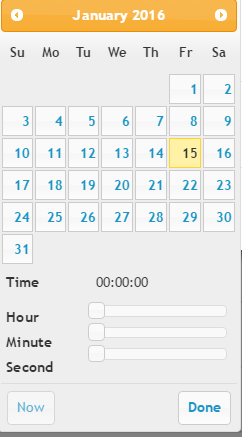 January 2016
Su Mo Tu We Th Fr Sa
1 2
3 4 5 6 7 8 9
10 11 12 13 14 15 16
17 18 19 20 21 22 23
24 25 26 27 28 29 30
31
Time 00:00:00
Hour
Minute
Second
Now Done